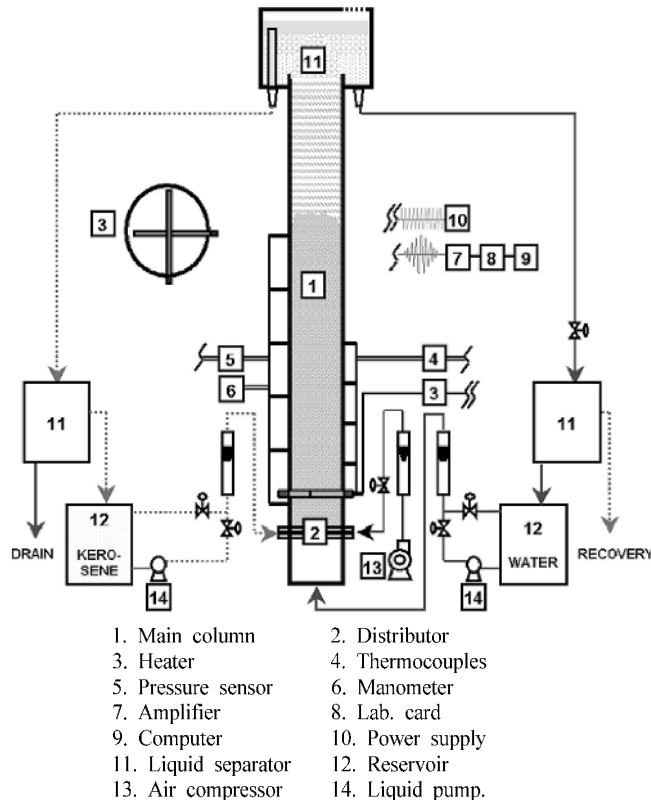 11
3
10
7 8 9
1
5
4
6
3
11
11
12
KERO-
SENE
DRAIN
2
13
12
WATER
RECOVERY
14
14
1. Main column 2. Distributor
3. Heater 4. Thermocouples
5. Pressure sensor 6. Manometer
7. Amplifier 8. Lab. card
9. Computer 10. Power supply
11. Liquid separator 12. Reservoir
13. Air compressor 14. Liquid pump.